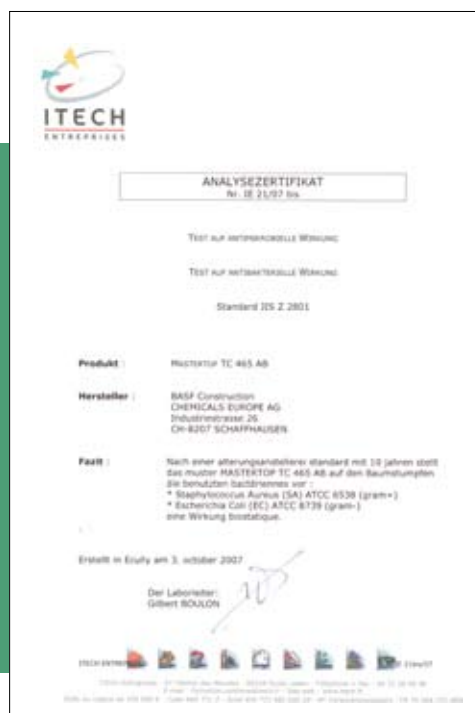 ITECH
ENTREPRISES
ANALYSEZERTIFIKAT
Nr. IE 21/07 bis
TEST AUF ANTIMIKROBIELLE WIRKUNG
TEST AUF ANTIBAKTERIELLE WIRKUNG
Standard JIS Z 2801
Produkt : MASTERTOP TC 465 AB
Hersteller : BASF Construction
CHEMICALS EUROPE AG
Industriestrasse 26
CH-8207 SCHAFFHAUSEN
Fazit : Nach einer alterungsanstellerei standard mit 10 jahren stellt
das muster MASTERTOP TC 465 AB auf den Baumstumpfen
die benutzten bactériennes vor :
* Staphylococcus Aureus (SA) ATCC 6538 (gram+)
* Escherichia Coli (EC) ATCC 8739 (gram-)
eine Wirkung biostatique.
Erstellt in Ecully am 3. october 2007
Der Laborleiter:
Gilbert BOULON